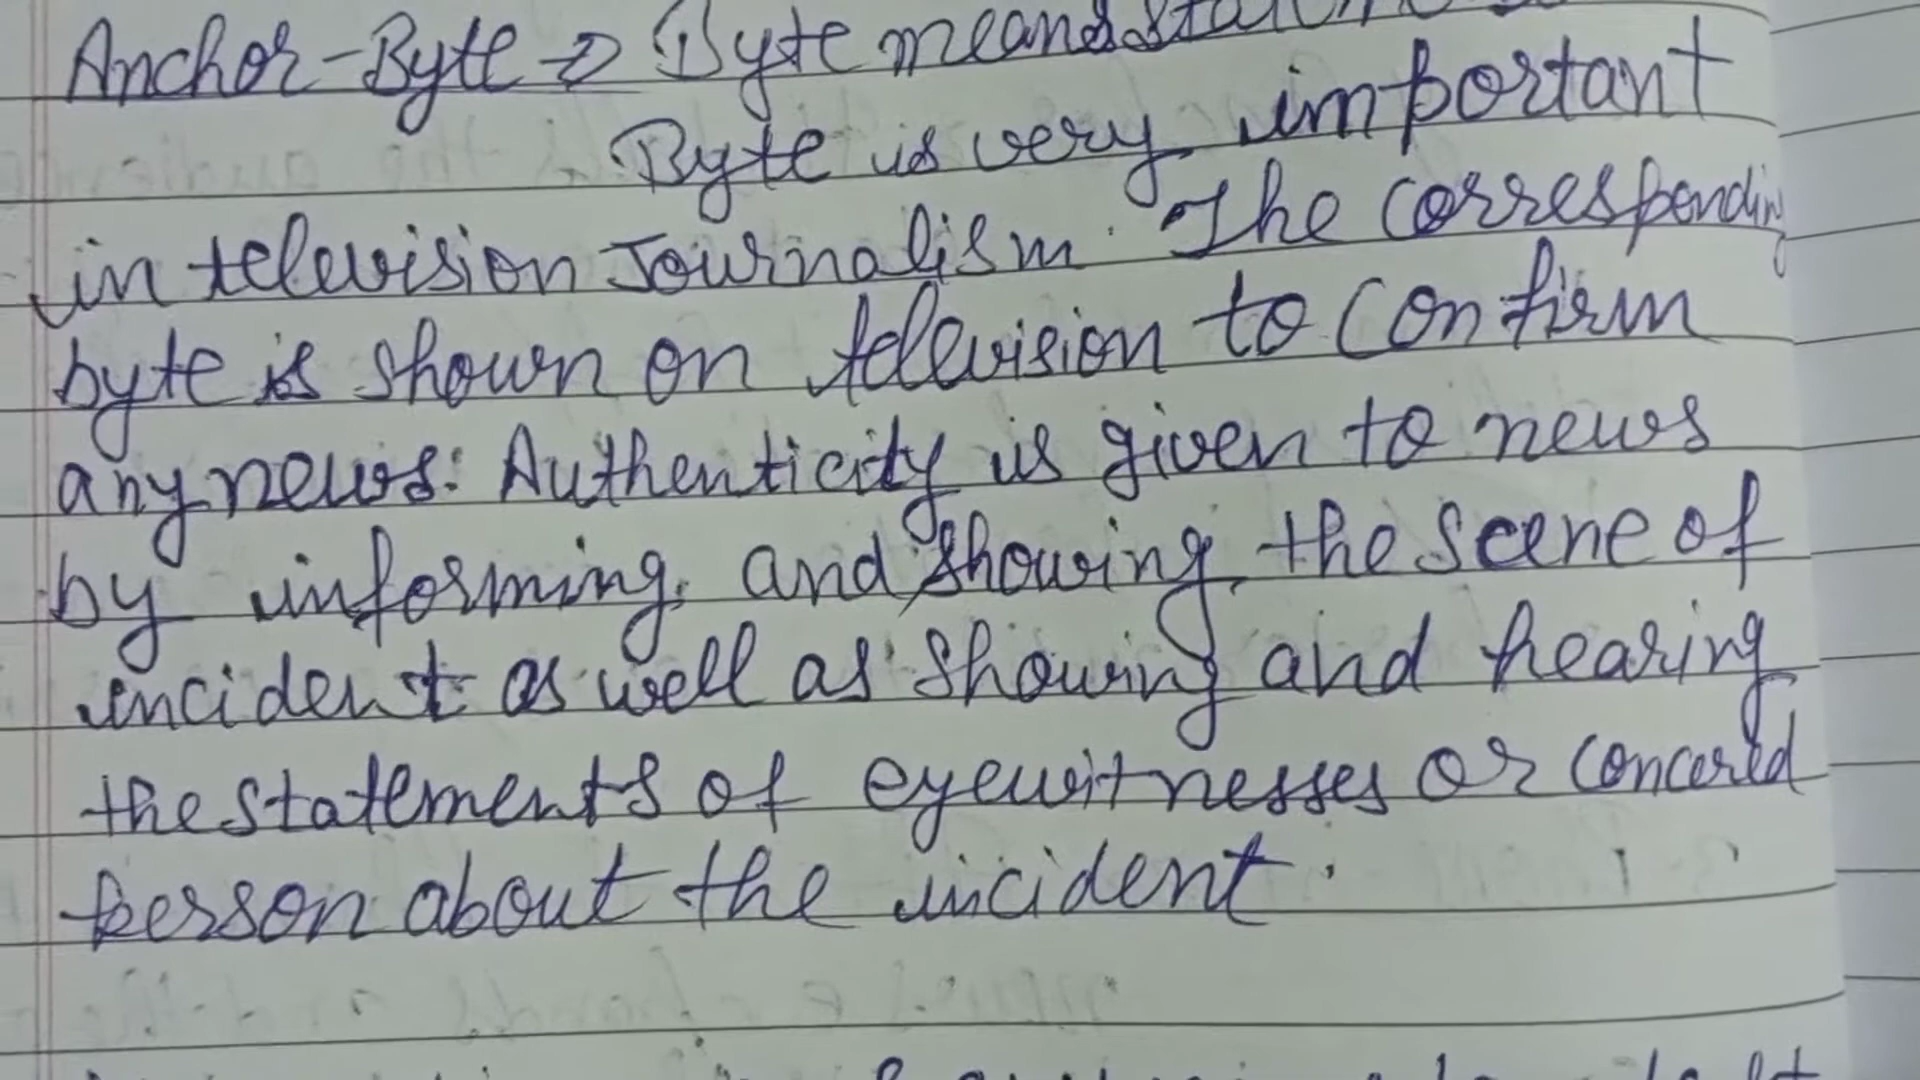 Anchor-Byte → Byte means
Byte is very important
in television Journalism. The Correspending
byte is shown on television to Confirm
any news. Authenticity is given to news
by informing, and showing, the scene of
incident as well as showing and hearing
the statements of eyewitnesses or concered
person about the incident.